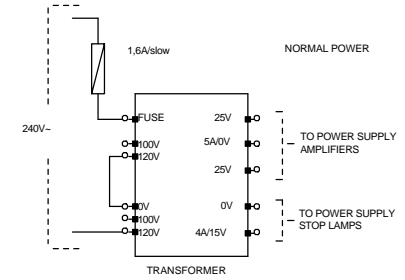 1,6A/slow
NORMAL POWER
240V~
FUSE
100V
120V
0V
100V
120V
25V
5A/0V
25V
0V
4A/15V
TO POWER SUPPLY
AMPLIFIERS
TO POWER SUPPLY
STOP LAMPS
TRANSFORMER